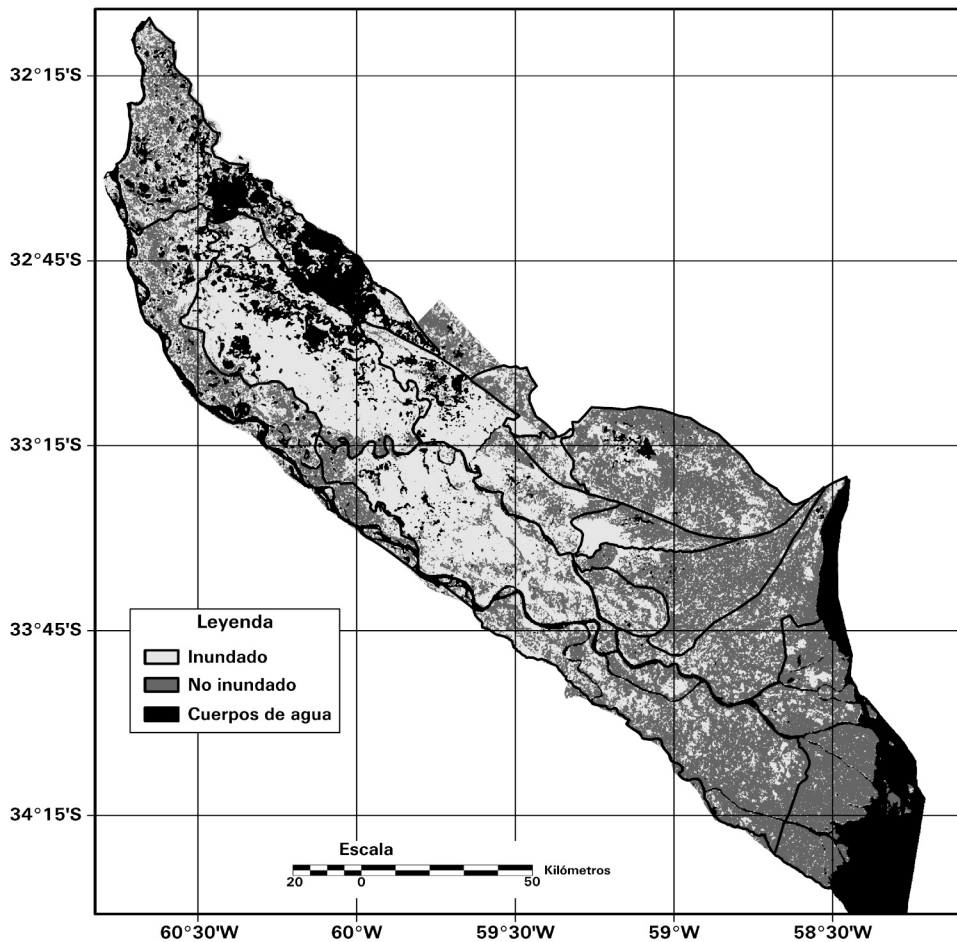 32°15'S
32°45'S
33°15'S
33°45'S
34°15'S
Leyenda
Inundado
No inundado
Cuerpos de agua
Escala
Kilómetros
20 0 50
60°30'W 60°W 59°30'W 59°W 58°30'W